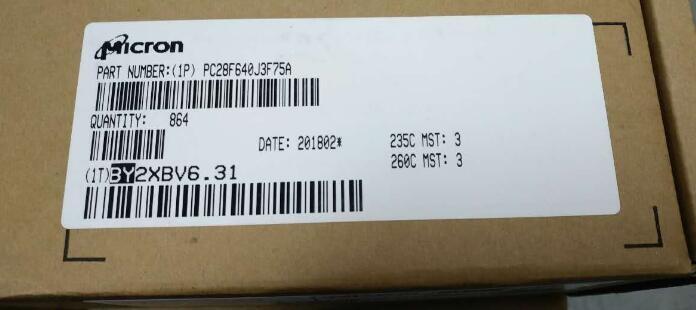 Micron
PART NUMBER:(1P) PC28F640J3F75A
QUANTITY: 864
DATE: 201802* 235C MST: 3
260C MST: 3
(1T)BY2XBV6.31